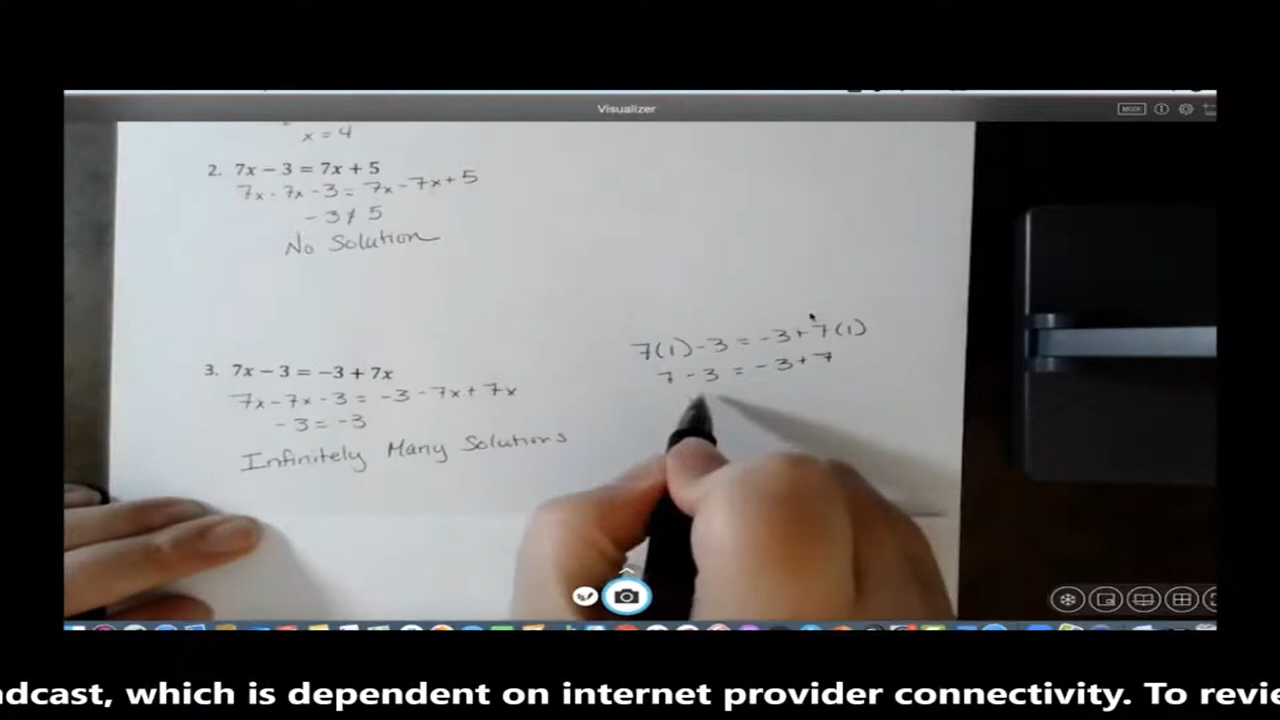 Visualizer
MODE
x = 4
2. 7x − 3 = 7x + 5
7x - 7x - 3 = 7x - 7x + 5
- 3 ≠ 5
No Solution
7(1) - 3 = -3 + 7(1)
7 - 3 = -3 + 7
3. 7x − 3 = −3 + 7x
7x - 7x - 3 = -3 - 7x + 7x
- 3 = -3
Infinitely Many Solutions
which is dependent on internet provider connectivity. To